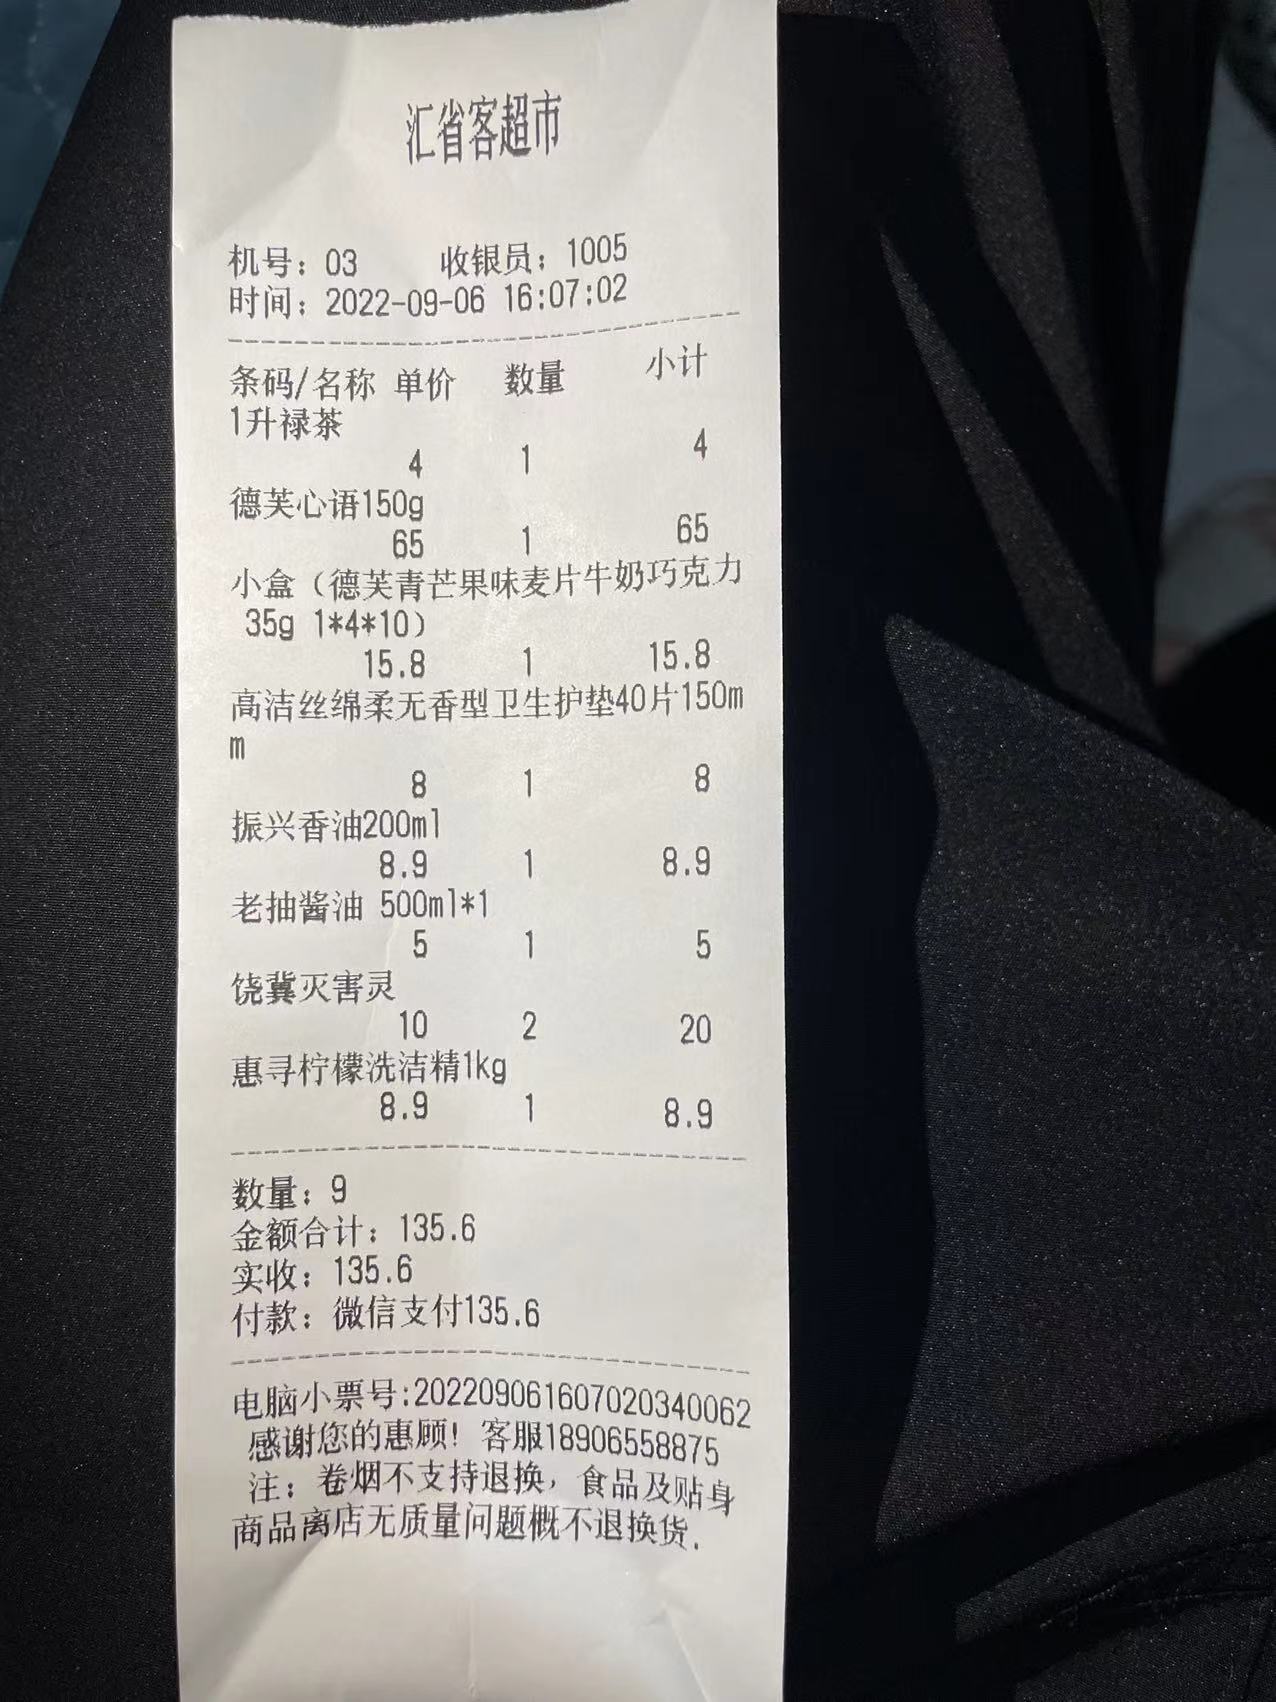 汇省客超市
机号：03 收银员：1005
时间：2022-09-06 16:07:02
条码/名称 单价 数量 小计
1升禄茶
4 1 4
德芙心语150g
65 1 65
小盒（德芙青芒果味麦片牛奶巧克力
35g 1*4*10）
15.8 1 15.8
高洁丝绵柔无香型卫生护垫40片150m
m
8 1 8
振兴香油200ml
8.9 1 8.9
老抽酱油 500ml*1
5 1 5
饶冀灭害灵
10 2 20
惠寻柠檬洗洁精1kg
8.9 1 8.9
数量：9
金额合计：135.6
实收：135.6
付款：微信支付135.6
电脑小票号:202209061607020340062
感谢您的惠顾！客服18906558875
注：卷烟不支持退换，食品及贴身
商品离店无质量问题概不退换货.